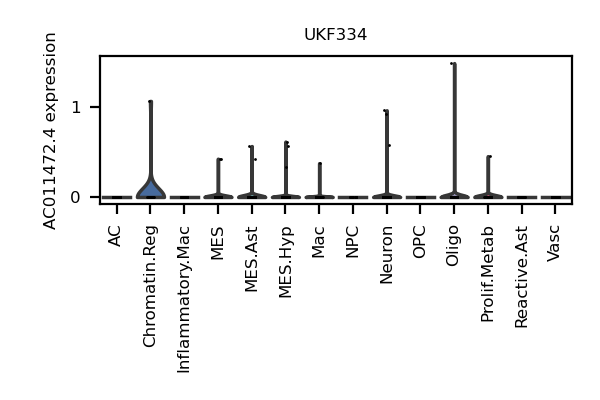 UKF334
AC011472.4 expression
1
0
AC
Chromatin.Reg
Inflammatory.Mac
MES
MES.Ast
MES.Hyp
Mac
NPC
Neuron
OPC
Oligo
Prolif.Metab
Reactive.Ast
Vasc